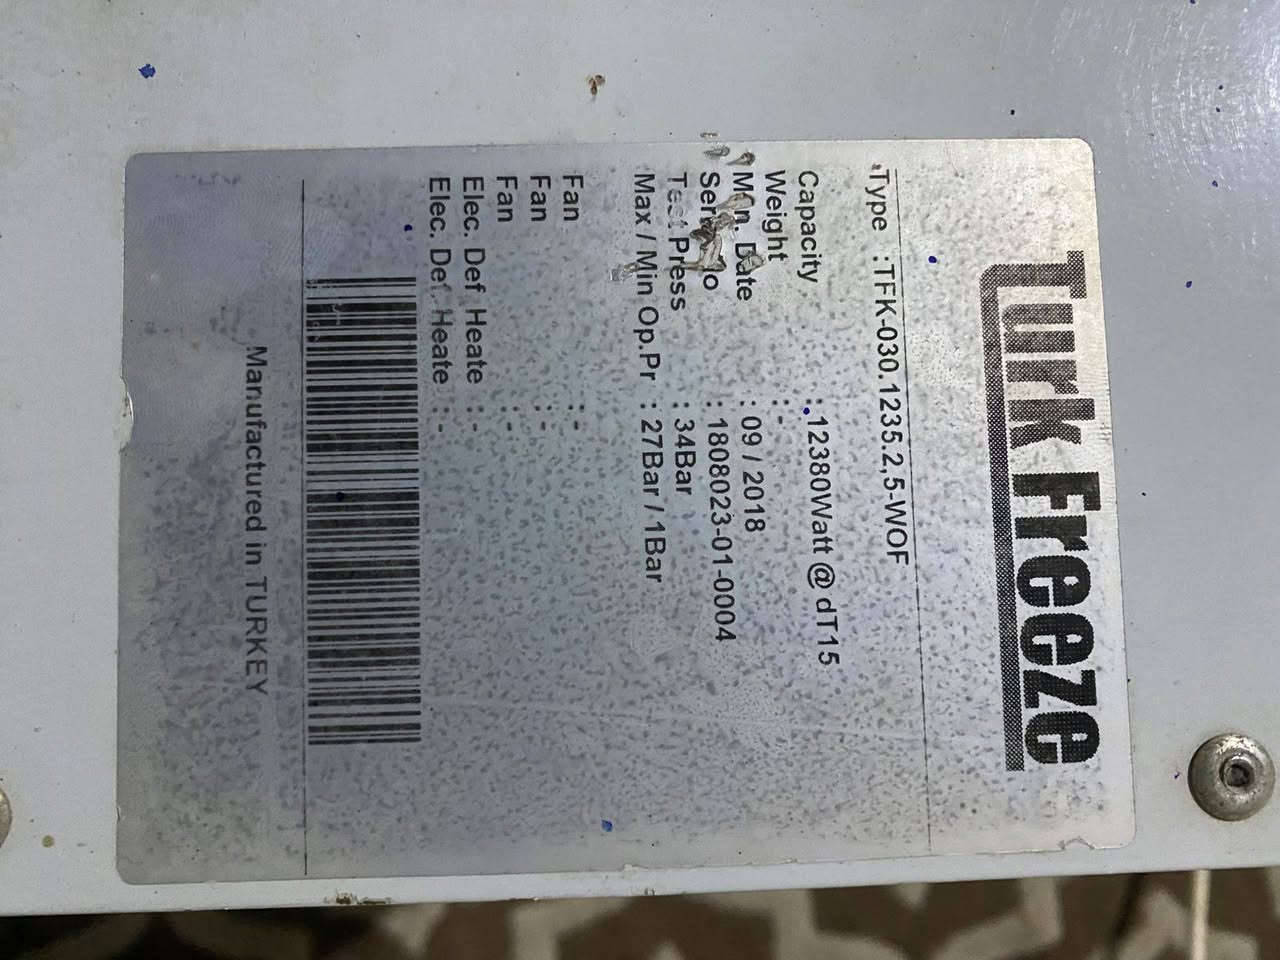 Turk Freeze
Type :TFK-030.1235.2,5-WOF
Capacity : 12380Watt @ dT15
Weight : -
Man. Date : 09 / 2018
Serial No : 1808023-01-0004
Test Press : 34Bar
Max / Min Op.Pr : 27Bar / 1Bar
Fan : -
Fan : -
Fan : -
Elec. Def Heate : -
Elec. Def. Heate : -
Manufactured in TURKEY